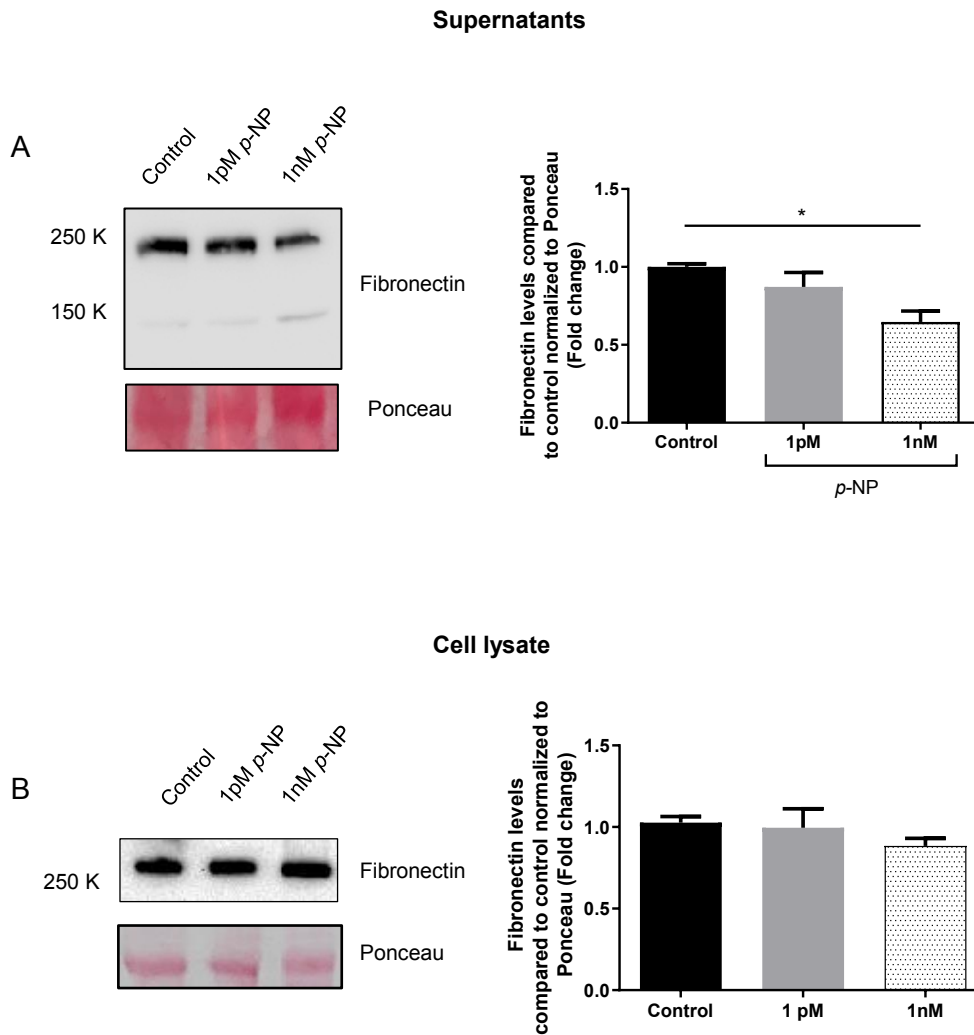 Supernatants
A
Control
1pM p-NP
1nM p-NP
250 K
150 K
Fibronectin
Ponceau
Fibronectin levels compared
to control normalized to Ponceau
(Fold change)
1.5
1.0
0.5
0.0
*
Control
1pM
1nM
p-NP
Cell lysate
B
Control
1pM p-NP
1nM p-NP
250 K
Fibronectin
Ponceau
Fibronectin levels
compared to control normalized to
Ponceau (Fold change)
1.5
1.0
0.5
0.0
Control
1 pM
1nM